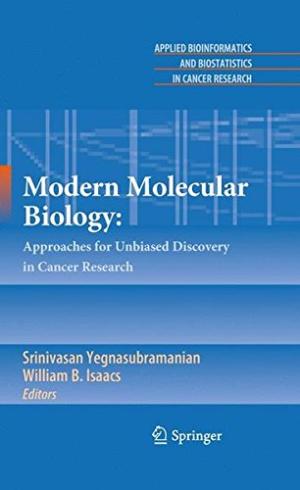 APPLIED BIOINFORMATICS
AND BIOSTATISTICS
IN CANCER RESEARCH
Modern Molecular
Biology:
Approaches for Unbiased Discovery
in Cancer Research
Srinivasan Yegnasubramanian
William B. Isaacs
Editors
Springer